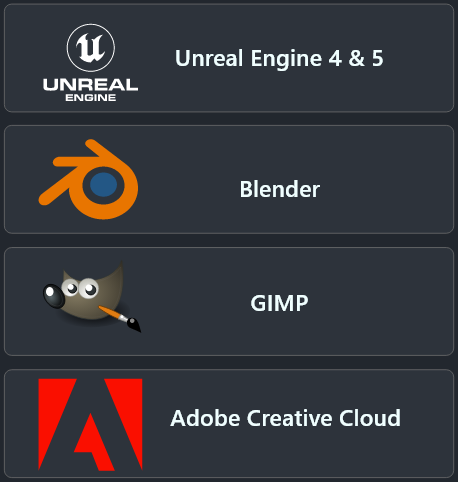 UNREAL
ENGINE
Unreal Engine 4 & 5
Blender
GIMP
Adobe Creative Cloud